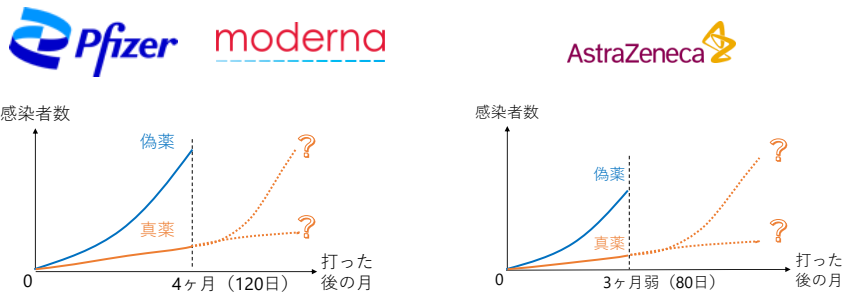 Pfizer
moderna
AstraZeneca
感染者数
偽薬
?
真薬
?
0
4ヶ月（120日）
打った
後の月
感染者数
偽薬
?
真薬
?
0
3ヶ月弱（80日）
打った
後の月